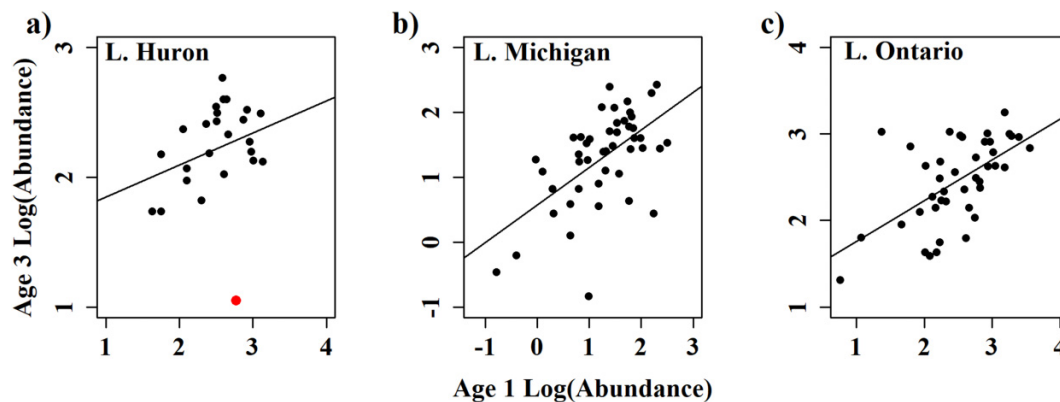 a)
L. Huron
3
2
1
1 2 3 4
Age 3 Log(Abundance)
b)
L. Michigan
3
2
1
0
-1
-1 0 1 2 3
Age 1 Log(Abundance)
c)
L. Ontario
4
3
2
1
1 2 3 4